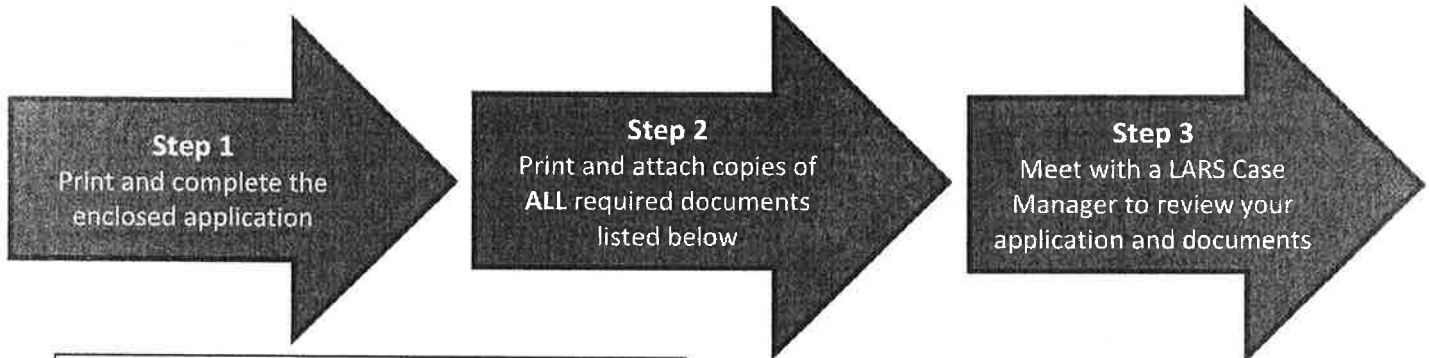 Step 1
Print and complete the
enclosed application
Step 2
Print and attach copies of
ALL required documents
listed below
Step 3
Meet with a LARS Case
Manager to review your
application and documents